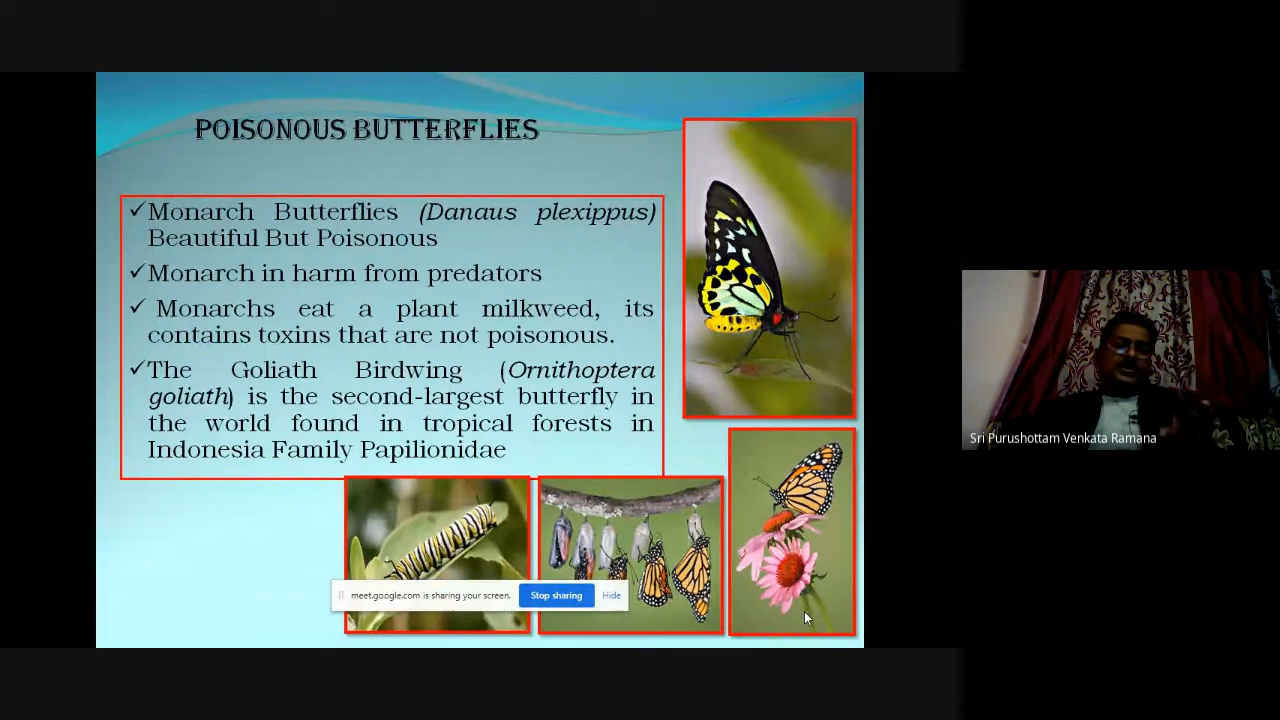 POISONOUS BUTTERFLIES
✓Monarch Butterflies (Danaus plexippus)
Beautiful But Poisonous
✓Monarch in harm from predators
✓ Monarchs eat a plant milkweed, its
contains toxins that are not poisonous.
✓The Goliath Birdwing (Ornithoptera
goliath) is the second-largest butterfly in
the world found in tropical forests in
Indonesia Family Papilionidae
meet.google.com is sharing your screen. Stop sharing Hide
Sri Purushottam Venkata Ramana